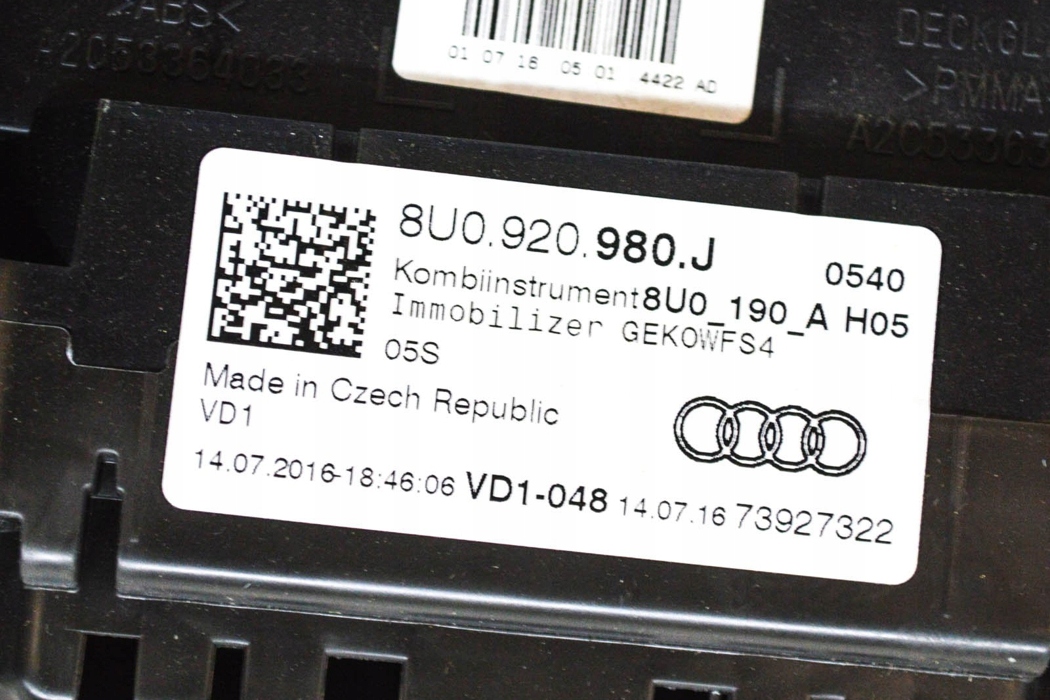 >ABS<
A2C53364033
DECKGL
>PMMA
A2C533363
01 07 16 05 01 4422 AD
8U0.920.980.J 0540
Kombiinstrument8U0_190_A H05
Immobilizer GEKOWFS4
05S
Made in Czech Republic
VD1
14.07.2016-18:46:06 VD1-048 14.07.16 73927322